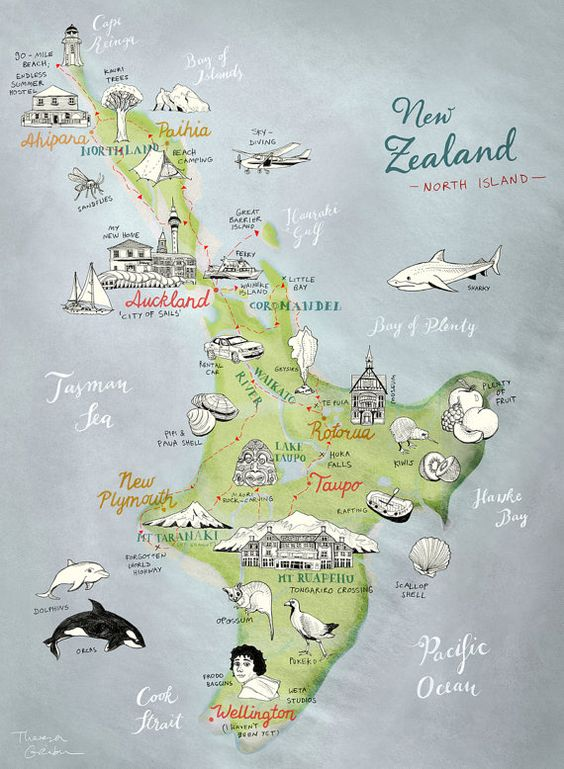 Cape
Reinga
90-MILE
BEACH;
ENDLESS
SUMMER
HOSTEL
KAURI
TREES
Bay of
Islands
Ahipara
Paihia
NORTHLAND
BEACH
CAMPING
SKY-
DIVING
New
Zealand
- NORTH ISLAND -
SANDFLIES
MY
NEW HOME
GREAT
BARRIER
ISLAND
Hauraki
Gulf
FERRY
LITTLE
BAY
WAIHEKE
ISLAND
Auckland
'CITY OF SAILS'
COROMANDEL
SHARKY
Bay of Plenty
RENTAL
CAR
GEYSIRS
WAIKATO
RIVER
Tasman
Sea
TE PUIA
MUSEUM
PLENTY
OF
FRUIT
PIPI &
PAUA SHELL
Rotorua
KIWIS
LAKE
TAUPO
HUKA
FALLS
New
Plymouth
MAORI
ROCK-CARVING
Taupo
RAFTING
Hawke
Bay
MT TARANAKI
FORGOTTEN
WORLD
HIGHWAY
MT RUAPEHU
TONGARIRO CROSSING
SCALLOP
SHELL
DOLPHINS
OPOSSUM
ORCAS
PUKEKO
Pacific
Ocean
FRODO
BAGGINS
WETA
STUDIOS
Cook
Strait
Wellington
(I HAVEN'T
BEEN YET)